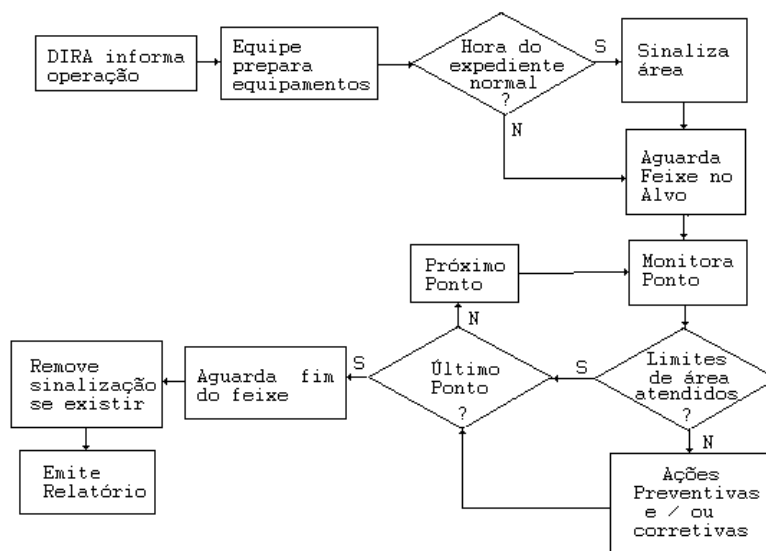 DIRA informa
operação
Equipe
prepara
equipamentos
Hora do
expediente
normal
?
S
N
Sinaliza
área
Aguarda
Feixe no
Alvo
Monitora
Ponto
Próximo
Ponto
N
Limites
de área
atendidos
?
S
N
Último
Ponto
?
S
Aguarda fim
do feixe
Remove
sinalização
se existir
Emite
Relatório
Ações
Preventivas
e / ou
corretivas